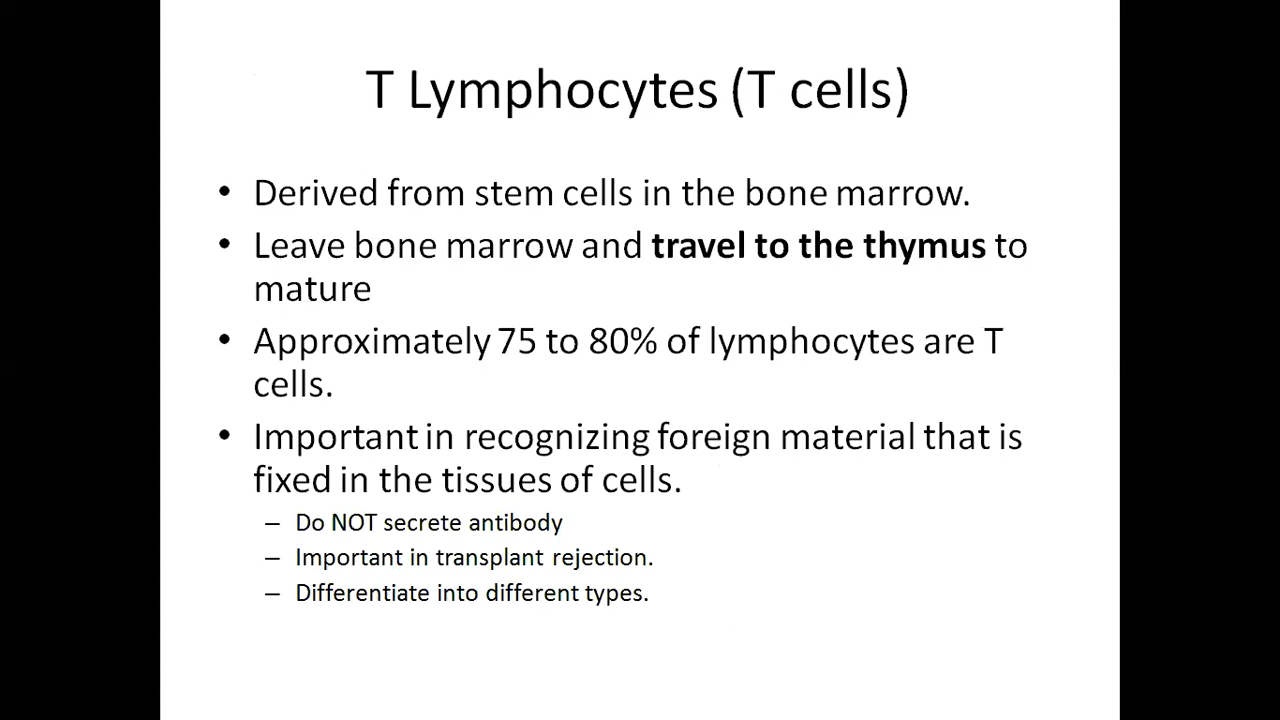 T Lymphocytes (T cells)
• Derived from stem cells in the bone marrow.
• Leave bone marrow and travel to the thymus to
mature
• Approximately 75 to 80% of lymphocytes are T
cells.
• Important in recognizing foreign material that is
fixed in the tissues of cells.
– Do NOT secrete antibody
– Important in transplant rejection.
– Differentiate into different types.